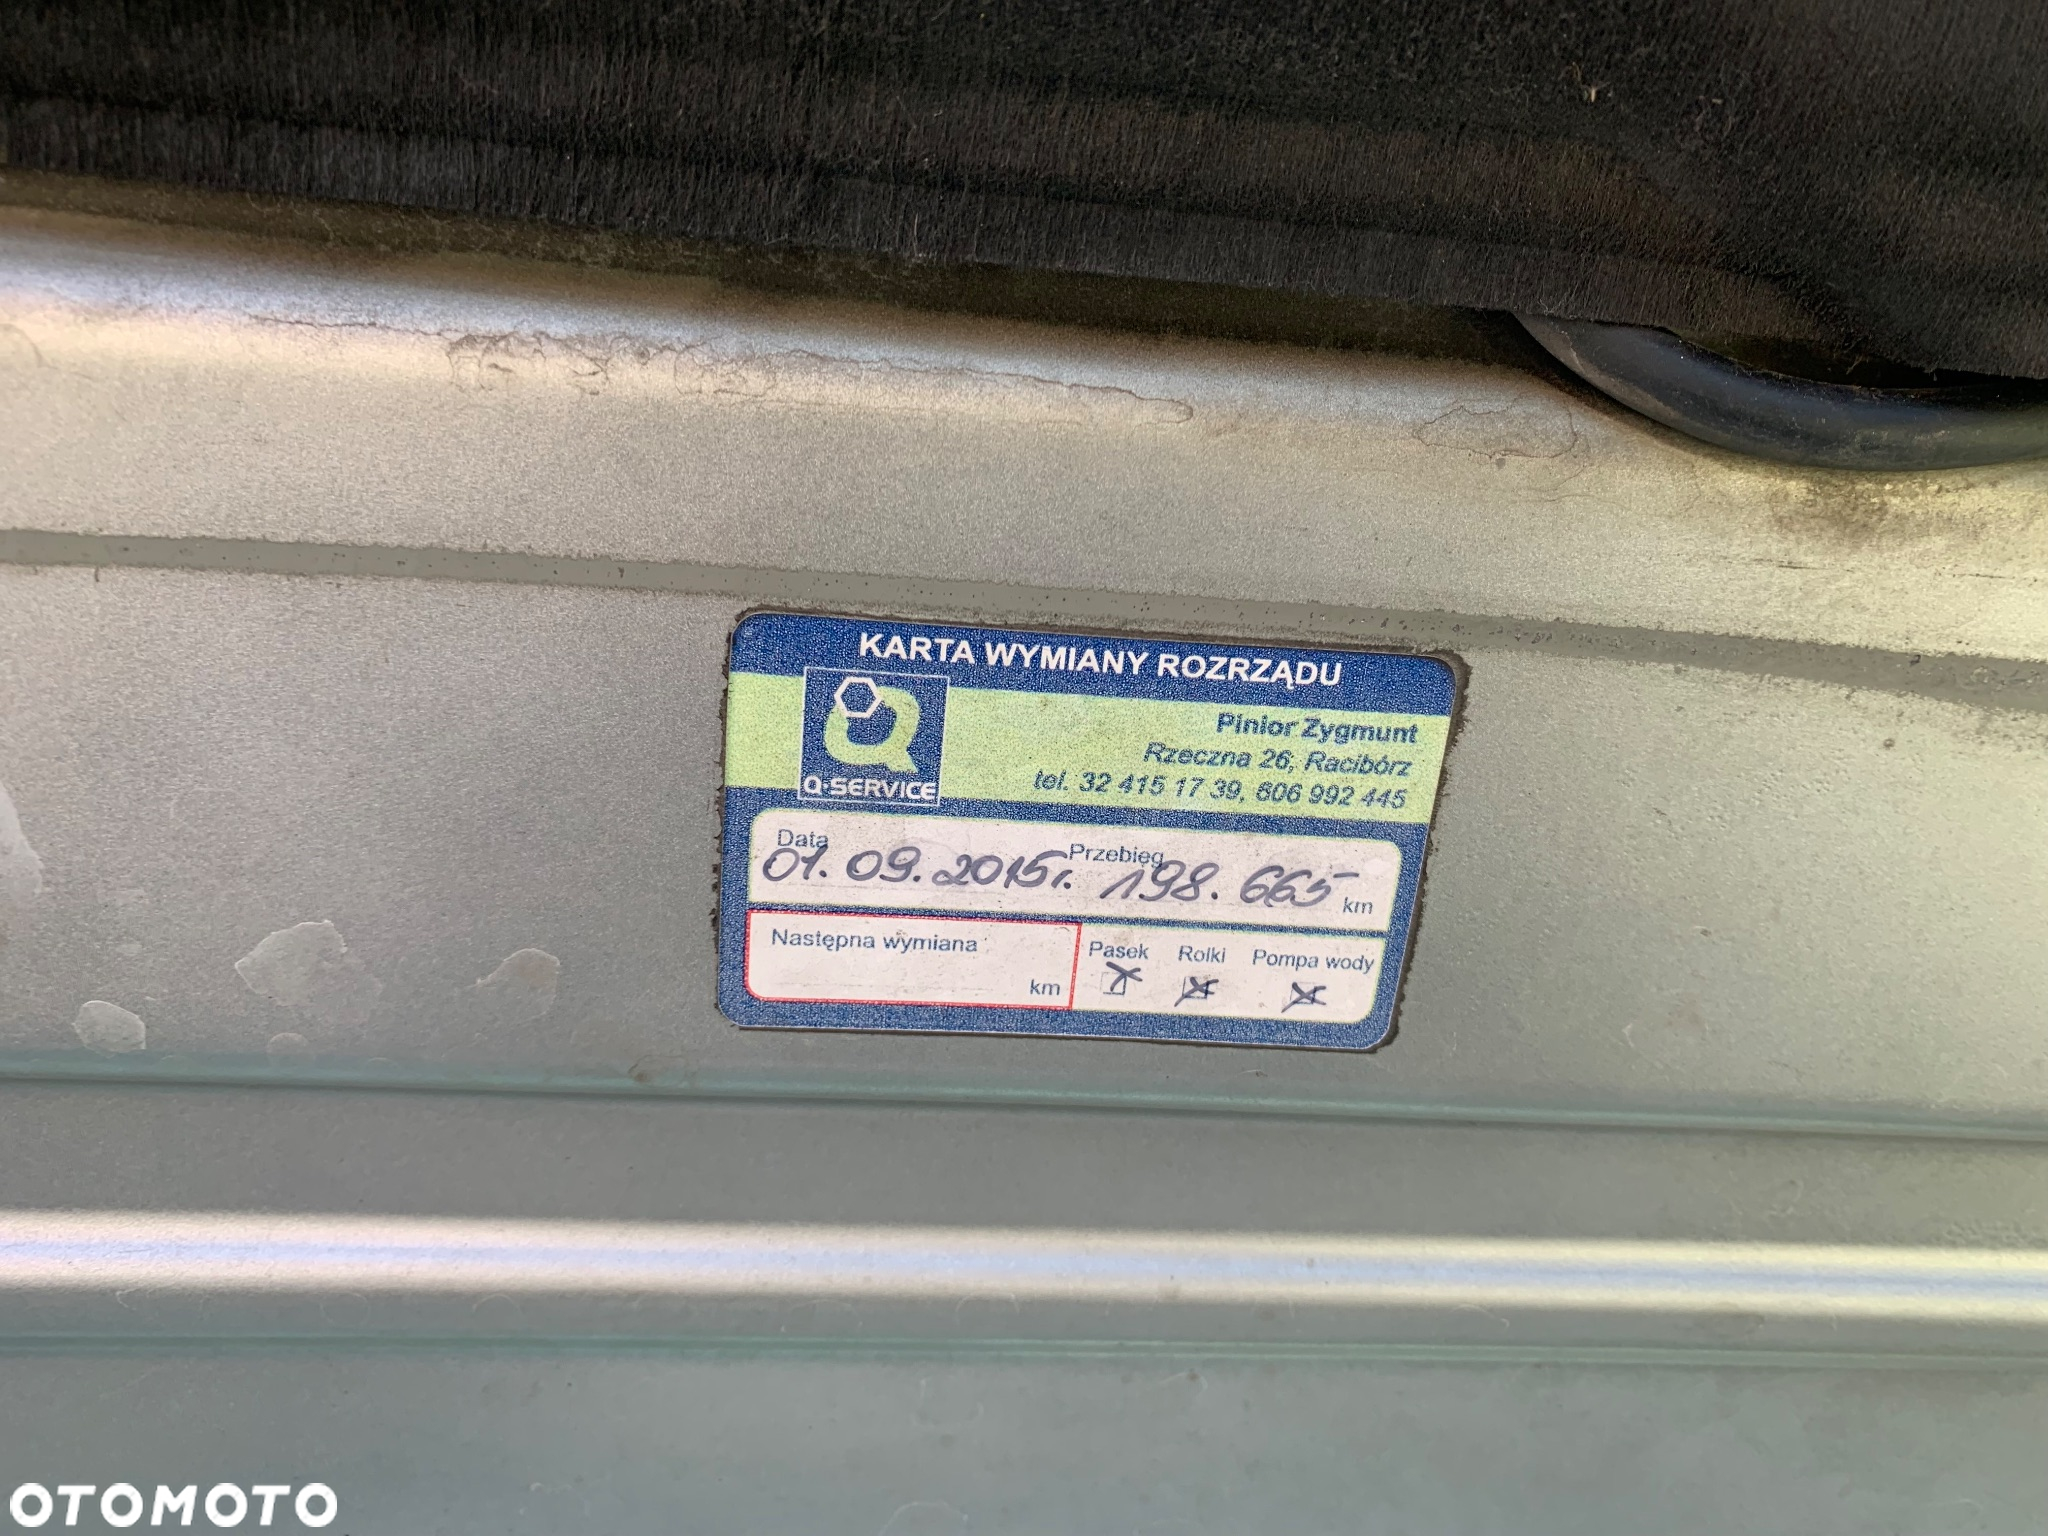 KARTA WYMIANY ROZRZĄDU
Q-SERVICE
Pinior Zygmunt
Rzeczna 26, Racibórz
tel. 32 415 17 39, 606 992 445
Data Przebieg
01.09.2015r. 198.665 km
Następna wymiana
km
Pasek Rolki Pompa wody
OTOMOTO